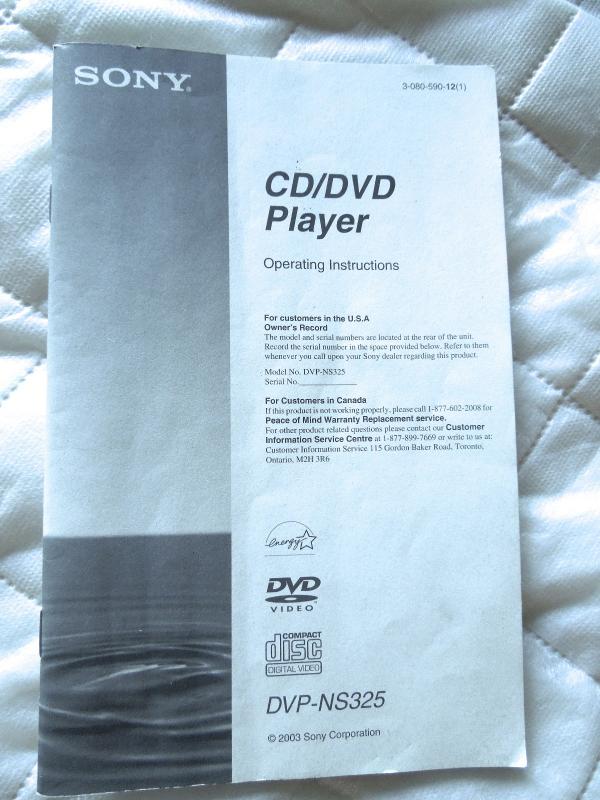 SONY®
3-080-590-12(1)
CD/DVD
Player
Operating Instructions
For customers in the U.S.A
Owner's Record
The model and serial numbers are located at the rear of the unit.
Record the serial number in the space provided below. Refer to them
whenever you call upon your Sony dealer regarding this product.
Model No. DVP-NS325
Serial No.______________
For Customers in Canada
If this product is not working properly, please call 1-877-602-2008 for
Peace of Mind Warranty Replacement service.
For other product related questions please contact our Customer
Information Service Centre at 1-877-899-7669 or write to us at:
Customer Information Service 115 Gordon Baker Road, Toronto,
Ontario, M2H 3R6
energy
DVD
VIDEO™
COMPACT
disc
DIGITAL VIDEO
DVP-NS325
© 2003 Sony Corporation